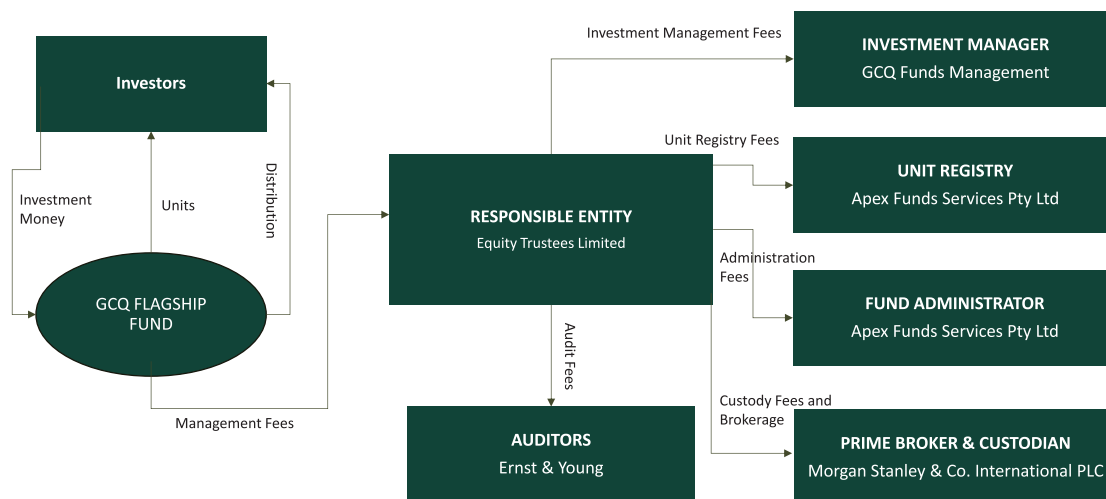 Investment Management Fees
INVESTMENT MANAGER
GCQ Funds Management
Investors
Unit Registry Fees
UNIT REGISTRY
Apex Funds Services Pty Ltd
Investment
Money
Units
Distribution
RESPONSIBLE ENTITY
Equity Trustees Limited
Administration
Fees
FUND ADMINISTRATOR
Apex Funds Services Pty Ltd
GCQ FLAGSHIP
FUND
Management Fees
Audit Fees
AUDITORS
Ernst & Young
Custody Fees and
Brokerage
PRIME BROKER & CUSTODIAN
Morgan Stanley & Co. International PLC